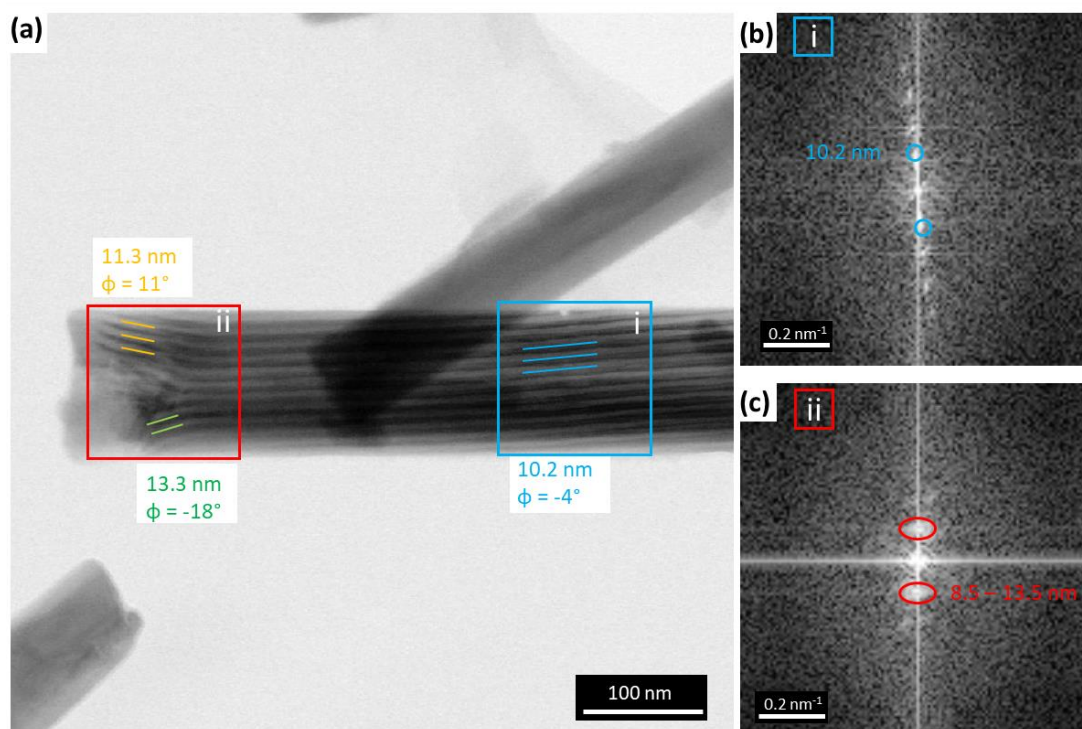 (a)
11.3 nm
ϕ = 11°
ii
i
13.3 nm
ϕ = -18°
10.2 nm
ϕ = -4°
100 nm
(b)
i
10.2 nm
0.2 nm⁻¹
(c)
ii
8.5 – 13.5 nm
0.2 nm⁻¹